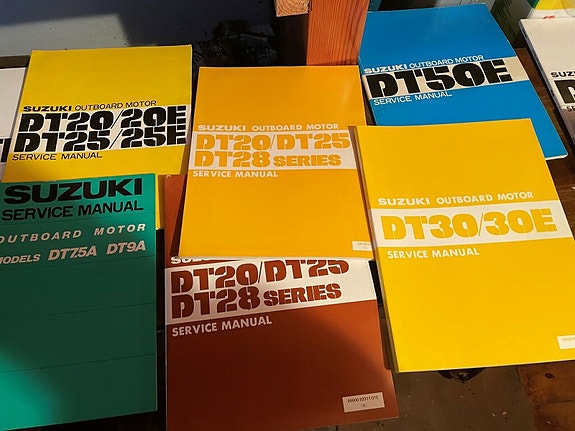 SUZUKI OUTBOARD MOTOR
DT20/20E
DT25/25E
SERVICE MANUAL
SUZUKI OUTBOARD MOTOR
DT20/DT25
DT28 SERIES
SERVICE MANUAL
SUZUKI OUTBOARD MOTOR
DT50E
SERVICE MANUAL
SUZUKI
SERVICE MANUAL
OUTBOARD MOTOR
MODELS DT7.5A DT9A
DT20/DT25
DT28 SERIES
SERVICE MANUAL
SUZUKI OUTBOARD MOTOR
DT30/30E
SERVICE MANUAL
SUZUKI
SERVICE